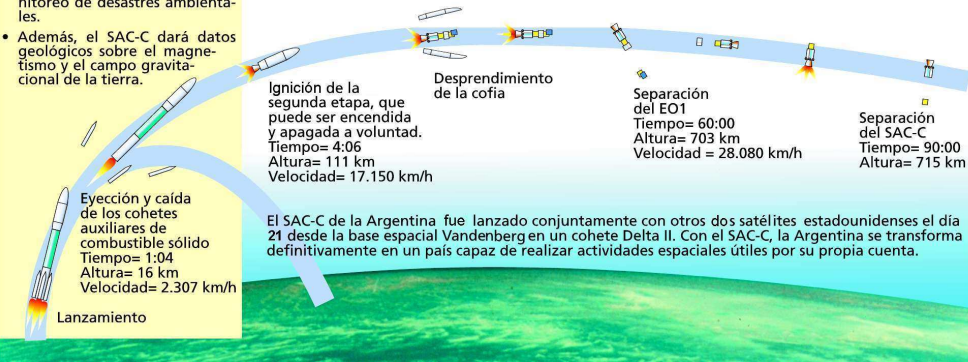 nitoreo de desastres ambienta-
les.
• Además, el SAC-C dará datos
geológicos sobre el magne-
tismo y el campo gravita-
cional de la tierra.
Lanzamiento
Eyección y caída
de los cohetes
auxiliares de
combustible sólido
Tiempo= 1:04
Altura= 16 km
Velocidad= 2.307 km/h
Ignición de la
segunda etapa, que
puede ser encendida
y apagada a voluntad.
Tiempo= 4:06
Altura= 111 km
Velocidad= 17.150 km/h
Desprendimiento
de la cofia
Separación
del EO1
Tiempo= 60:00
Altura= 703 km
Velocidad = 28.080 km/h
Separación
del SAC-C
Tiempo= 90:00
Altura= 715 km
El SAC-C de la Argentina fue lanzado conjuntamente con otros dos satélites estadounidenses el día
21 desde la base espacial Vandenberg en un cohete Delta II. Con el SAC-C, la Argentina se transforma
definitivamente en un país capaz de realizar actividades espaciales útiles por su propia cuenta.